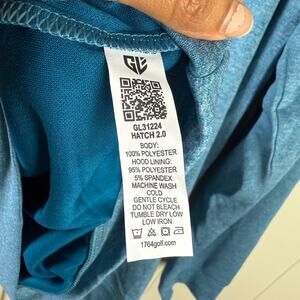 GL31224
HATCH 2.0
BODY:
100% POLYESTER
HOOD LINING:
95% POLYESTER
5% SPANDEX
MACHINE WASH
COLD
GENTLE CYCLE
DO NOT BLEACH
TUMBLE DRY LOW
LOW IRON
1764golf.com